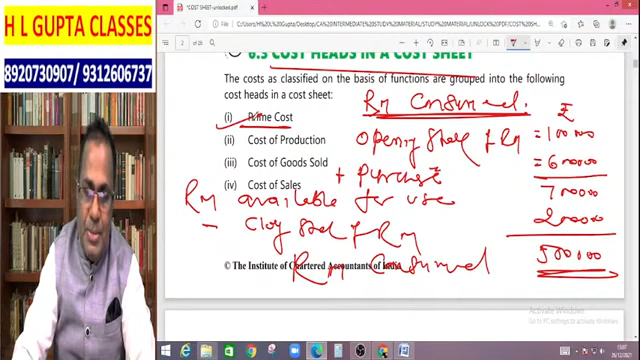 H L GUPTA CLASSES
8920730907/ 9312606737
6.3 COST HEADS IN A COST SHEET
The costs as classified on the basis of functions are grouped into the following
cost heads in a cost sheet:
(i) Prime Cost
(ii) Cost of Production
(iii) Cost of Goods Sold
(iv) Cost of Sales
Rm Consumed.
₹
Opening Stock of Rm = 100000
+ Purchase = 600000
Rm available for use 700000
- Clog Stock of Rm 200000
Rm Consumed 500000
© The Institute of Chartered Accountants of India
Activate Windows
Go to PC settings to activate Windows.